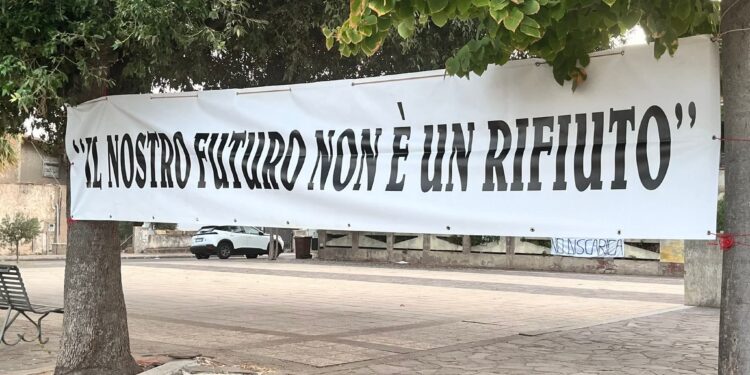 “IL NOSTRO FUTURO NON È UN RIFIUTO”
NO DISCARICA